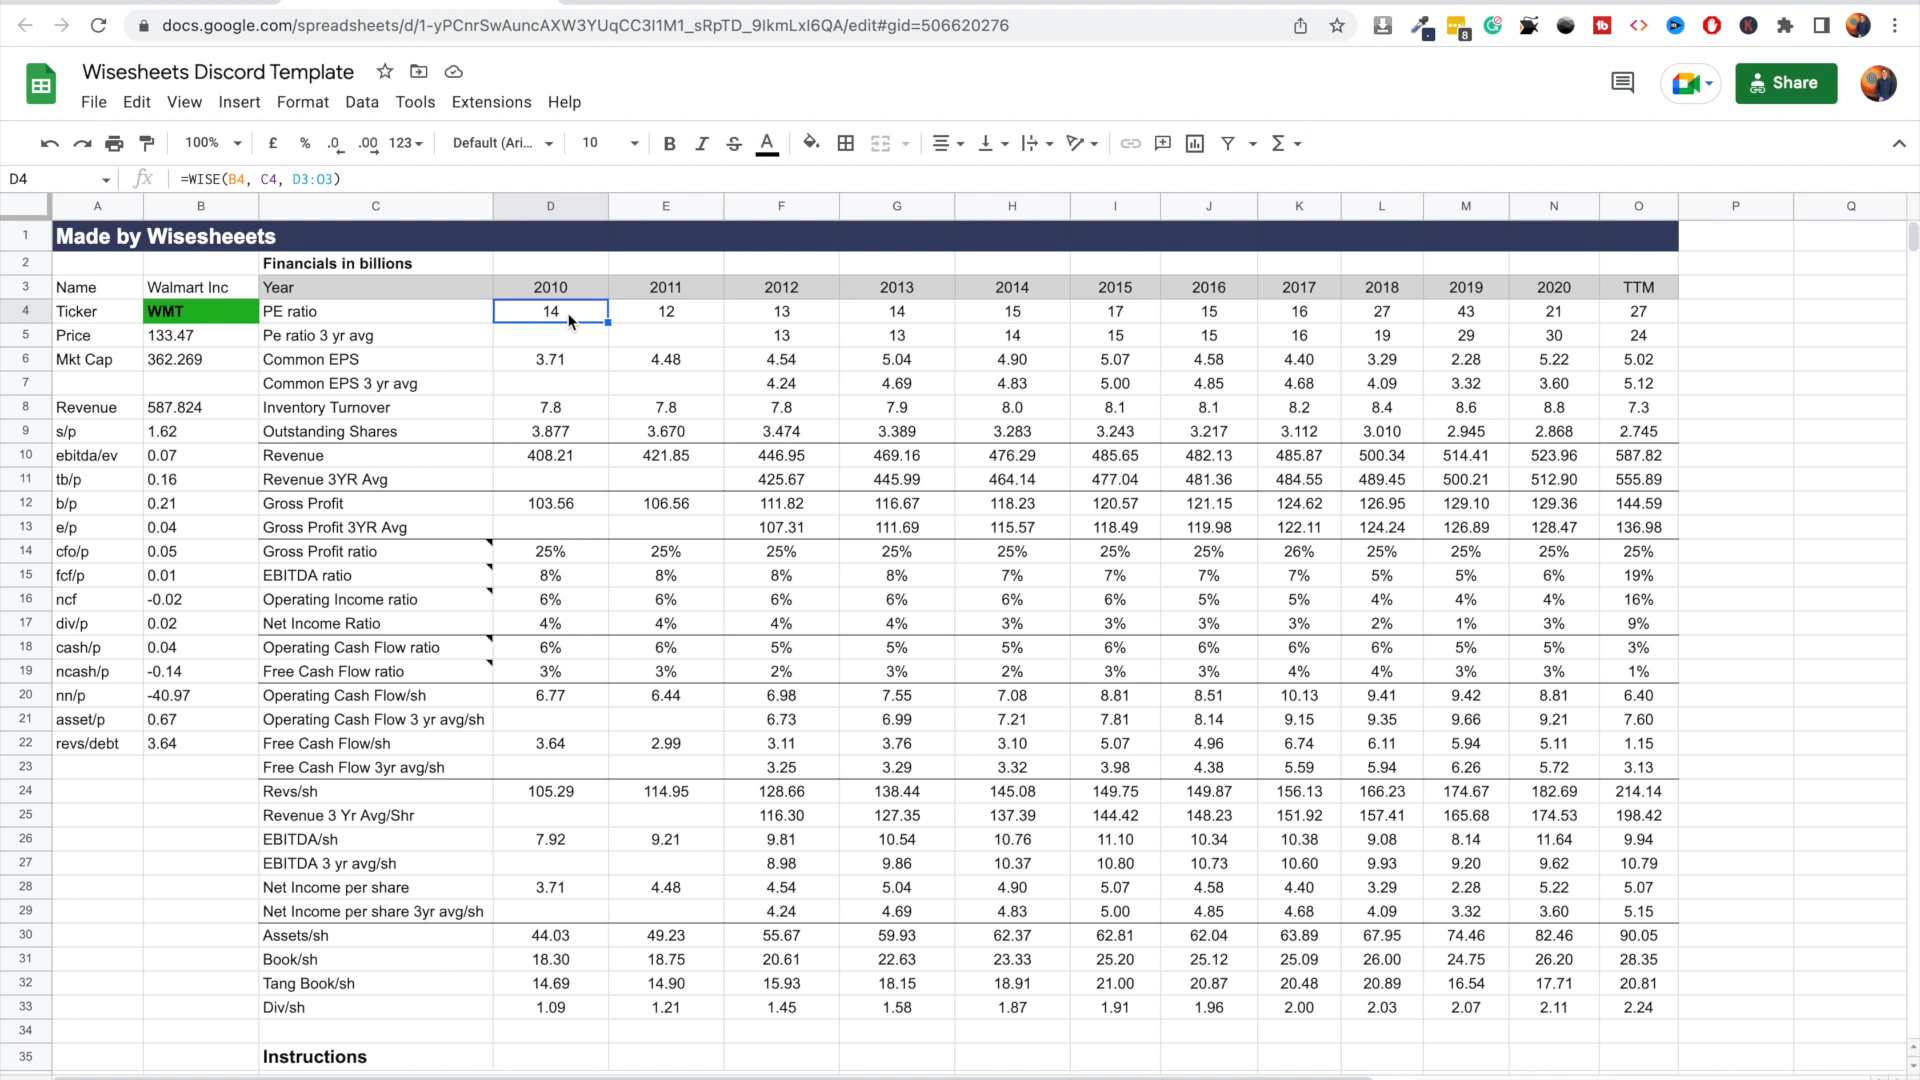 docs.google.com/spreadsheets/d/1-yPCnrSwAuncAXW3YUqCC3l1M1_sRpTD_9IkmLxl6QA/edit#gid=506620276
Wisesheets Discord Template
Share
File Edit View Insert Format Data Tools Extensions Help
100% £ % .0 .00 123 Default (Ari... 10 B I S A
D4 fx =WISE(B4, C4, D3:O3)
A B C D E F G H I J K L M N O P Q
1 Made by Wisesheeets
2 Financials in billions
3 Name Walmart Inc Year 2010 2011 2012 2013 2014 2015 2016 2017 2018 2019 2020 TTM
4 Ticker WMT PE ratio 14 12 13 14 15 17 15 16 27 43 21 27
5 Price 133.47 Pe ratio 3 yr avg 13 13 14 15 15 16 19 29 30 24
6 Mkt Cap 362.269 Common EPS 3.71 4.48 4.54 5.04 4.90 5.07 4.58 4.40 3.29 2.28 5.22 5.02
7 Common EPS 3 yr avg 4.24 4.69 4.83 5.00 4.85 4.68 4.09 3.32 3.60 5.12
8 Revenue 587.824 Inventory Turnover 7.8 7.8 7.8 7.9 8.0 8.1 8.1 8.2 8.4 8.6 8.8 7.3
9 s/p 1.62 Outstanding Shares 3.877 3.670 3.474 3.389 3.283 3.243 3.217 3.112 3.010 2.945 2.868 2.745
10 ebitda/ev 0.07 Revenue 408.21 421.85 446.95 469.16 476.29 485.65 482.13 485.87 500.34 514.41 523.96 587.82
11 tb/p 0.16 Revenue 3YR Avg 425.67 445.99 464.14 477.04 481.36 484.55 489.45 500.21 512.90 555.89
12 b/p 0.21 Gross Profit 103.56 106.56 111.82 116.67 118.23 120.57 121.15 124.62 126.95 129.10 129.36 144.59
13 e/p 0.04 Gross Profit 3YR Avg 107.31 111.69 115.57 118.49 119.98 122.11 124.24 126.89 128.47 136.98
14 cfo/p 0.05 Gross Profit ratio 25% 25% 25% 25% 25% 25% 25% 26% 25% 25% 25% 25%
15 fcf/p 0.01 EBITDA ratio 8% 8% 8% 8% 7% 7% 7% 7% 5% 5% 6% 19%
16 ncf -0.02 Operating Income ratio 6% 6% 6% 6% 6% 6% 5% 5% 4% 4% 4% 16%
17 div/p 0.02 Net Income Ratio 4% 4% 4% 4% 3% 3% 3% 3% 2% 1% 3% 9%
18 cash/p 0.04 Operating Cash Flow ratio 6% 6% 5% 5% 5% 6% 6% 6% 6% 5% 5% 3%
19 ncash/p -0.14 Free Cash Flow ratio 3% 3% 2% 3% 2% 3% 3% 4% 4% 3% 3% 1%
20 nn/p -40.97 Operating Cash Flow/sh 6.77 6.44 6.98 7.55 7.08 8.81 8.51 10.13 9.41 9.42 8.81 6.40
21 asset/p 0.67 Operating Cash Flow 3 yr avg/sh 6.73 6.99 7.21 7.81 8.14 9.15 9.35 9.66 9.21 7.60
22 revs/debt 3.64 Free Cash Flow/sh 3.64 2.99 3.11 3.76 3.10 5.07 4.96 6.74 6.11 5.94 5.11 1.15
23 Free Cash Flow 3yr avg/sh 3.25 3.29 3.32 3.98 4.38 5.59 5.94 6.26 5.72 3.13
24 Revs/sh 105.29 114.95 128.66 138.44 145.08 149.75 149.87 156.13 166.23 174.67 182.69 214.14
25 Revenue 3 Yr Avg/Shr 116.30 127.35 137.39 144.42 148.23 151.92 157.41 165.68 174.53 198.42
26 EBITDA/sh 7.92 9.21 9.81 10.54 10.76 11.10 10.34 10.38 9.08 8.14 11.64 9.94
27 EBITDA 3 yr avg/sh 8.98 9.86 10.37 10.80 10.73 10.60 9.93 9.20 9.62 10.79
28 Net Income per share 3.71 4.48 4.54 5.04 4.90 5.07 4.58 4.40 3.29 2.28 5.22 5.07
29 Net Income per share 3yr avg/sh 4.24 4.69 4.83 5.00 4.85 4.68 4.09 3.32 3.60 5.15
30 Assets/sh 44.03 49.23 55.67 59.93 62.37 62.81 62.04 63.89 67.95 74.46 82.46 90.05
31 Book/sh 18.30 18.75 20.61 22.63 23.33 25.20 25.12 25.09 26.00 24.75 26.20 28.35
32 Tang Book/sh 14.69 14.90 15.93 18.15 18.91 21.00 20.87 20.48 20.89 16.54 17.71 20.81
33 Div/sh 1.09 1.21 1.45 1.58 1.87 1.91 1.96 2.00 2.03 2.07 2.11 2.24
34
35 Instructions